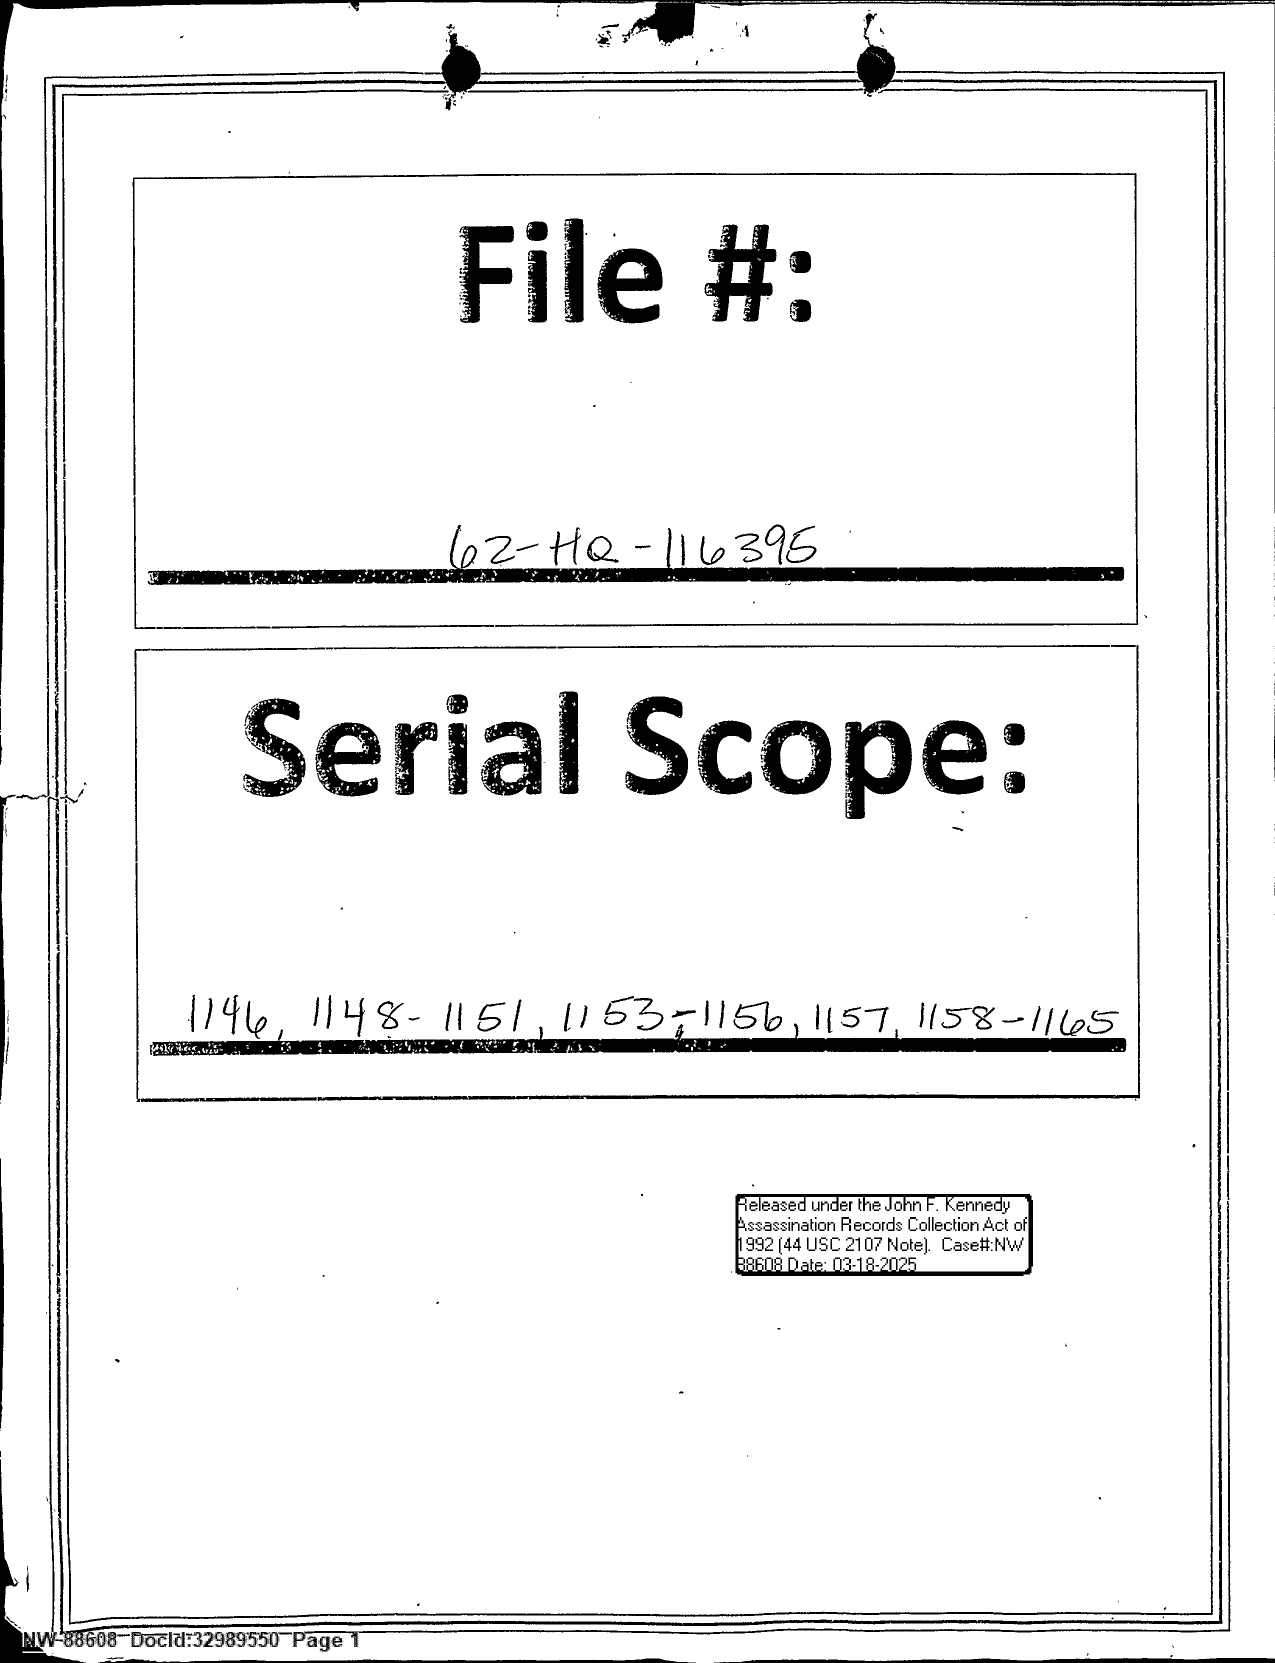 File #:
62-HQ-116395
Serial Scope:
1146, 1148-1151, 1153-1156, 1157, 1158-1165
Released under the John F. Kennedy
Assassination Records Collection Act of
1992 (44 USC 2107 Note). Case#:NW
88608 Date: 03-18-2025
NW 88608 DocId:32989550 Page 1